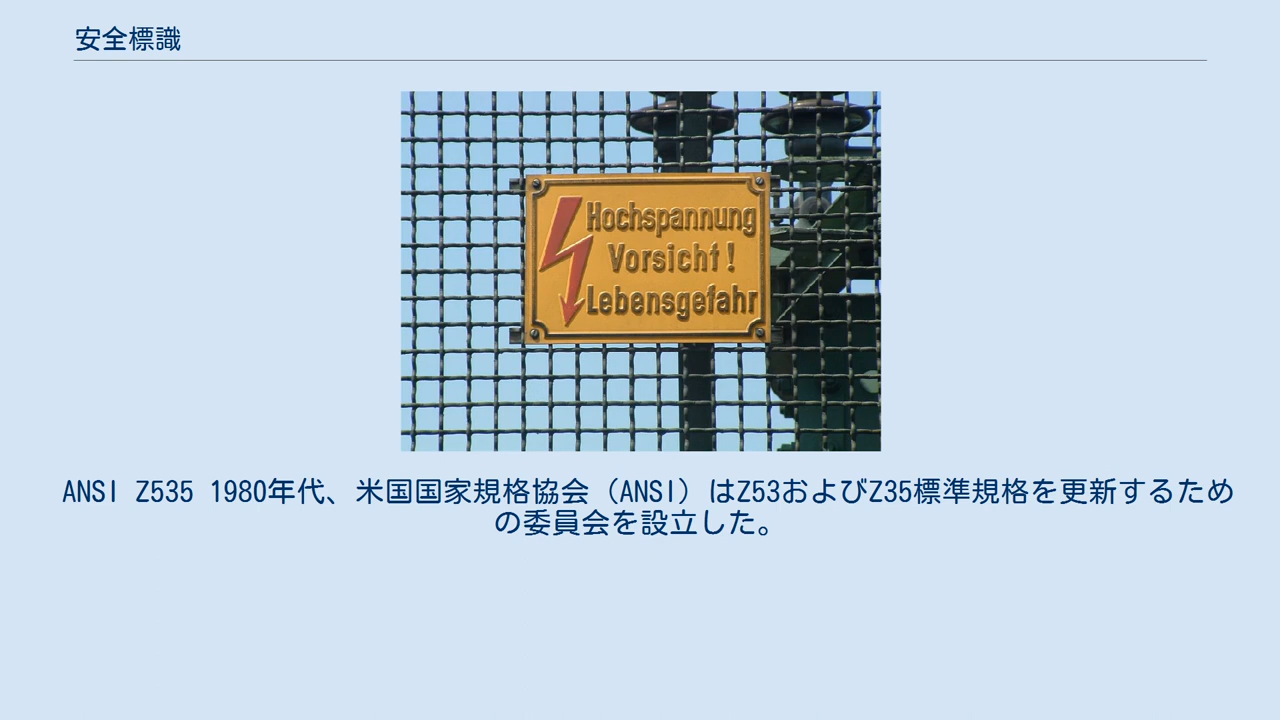 安全標識
Hochspannung
Vorsicht!
Lebensgefahr
ANSI Z535 1980年代、米国国家規格協会（ANSI）はZ53およびZ35標準規格を更新するため
の委員会を設立した。